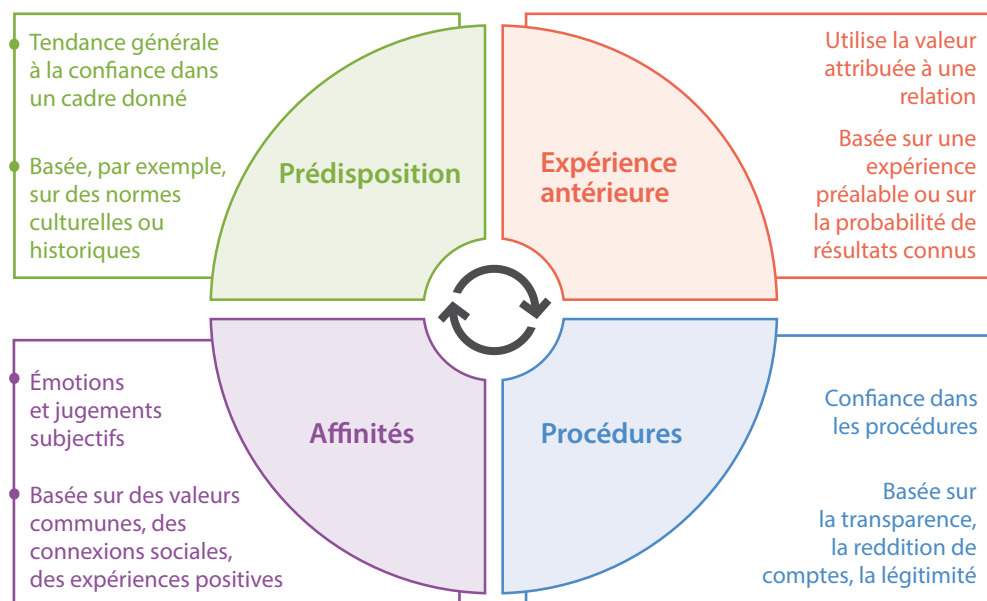 Tendance générale
à la confiance dans
un cadre donné
Basée, par exemple,
sur des normes
culturelles ou
historiques
Prédisposition
Expérience
antérieure
Utilise la valeur
attribuée à une
relation
Basée sur une
expérience
préalable ou sur
la probabilité de
résultats connus
Émotions
et jugements
subjectifs
Basée sur des valeurs
communes, des
connexions sociales,
des expériences positives
Affinités
Procédures
Confiance dans
les procédures
Basée sur
la transparence,
la reddition de
comptes, la légitimité